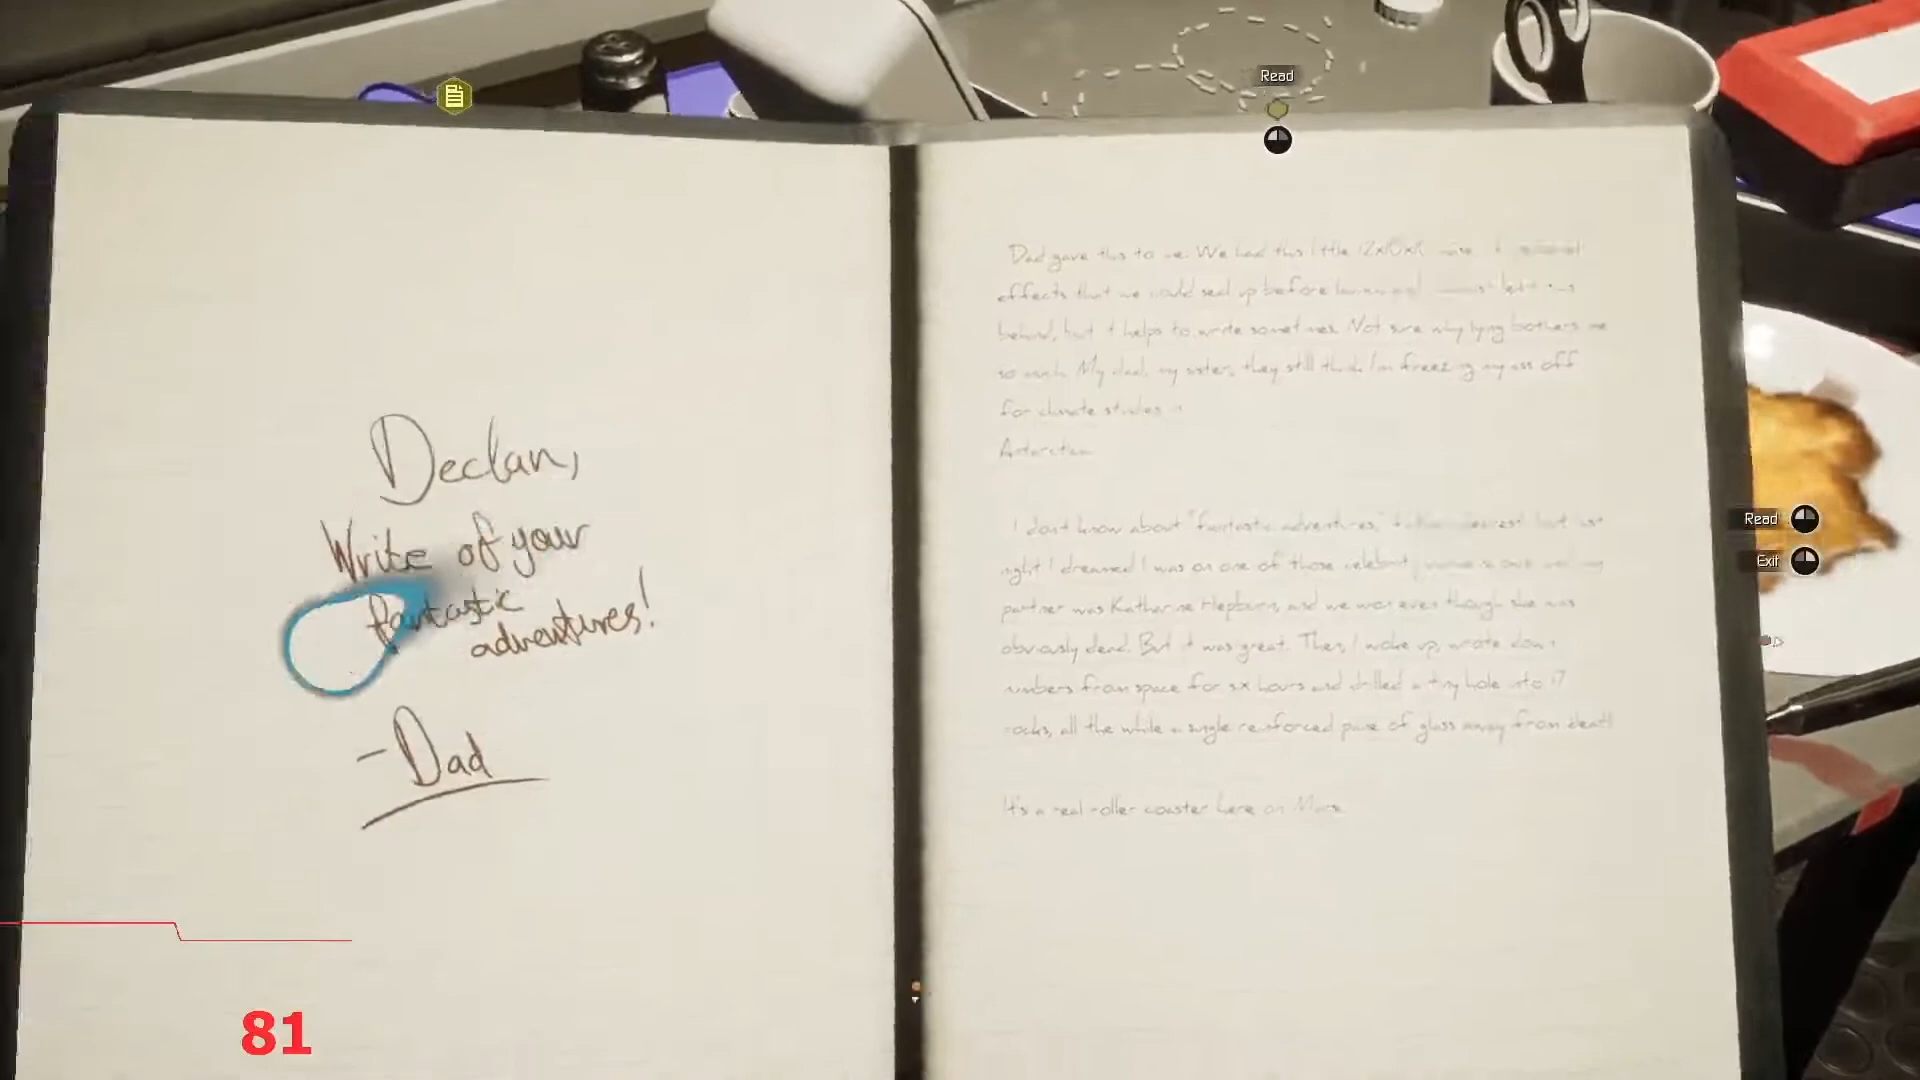 Read
Declan,
Write of your
fantastic
adventures!
-Dad
Dad gave this to me. We had this little 12x10x8
effects that we could seal up before
behind, but it helps to write sometimes. Not sure why lying bothers me
so much. My dad, my sister, they still think I'm freezing my ass off
for climate studies in
Antarctica.
I don't know about "fantastic adventures," but last
night I dreamed I was on one of those celebrity
partner was Katharine Hepburn, and we won even though she was
obviously dead. But it was great. Then I woke up, wrote down
numbers from space for six hours and drilled a tiny hole into 17
rocks, all the while a single reinforced pane of glass away from death.
It's a real roller coaster here on Mars.
Read
Exit
81